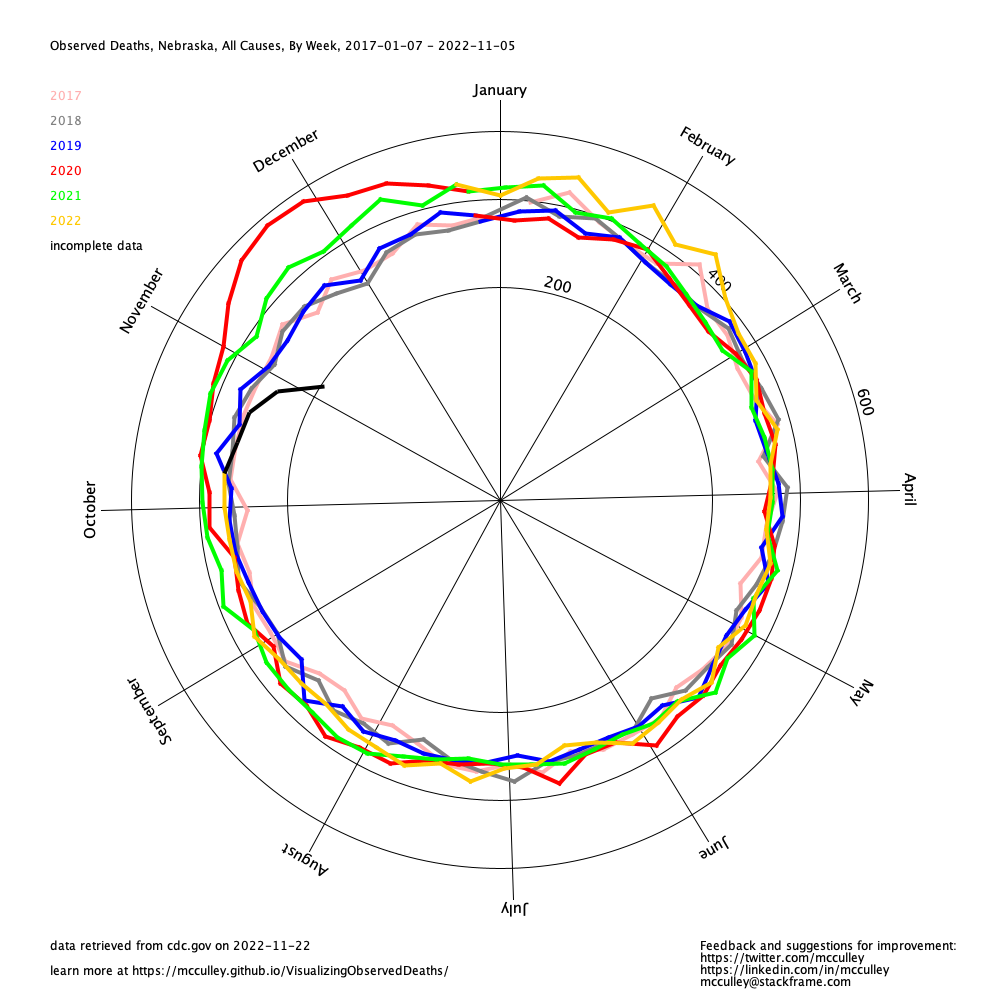 Observed Deaths, Nebraska, All Causes, By Week, 2017-01-07 - 2022-11-05
2017
2018
2019
2020
2021
2022
incomplete data
January
February
March
April
May
June
July
August
September
October
November
December
200
400
600
data retrieved from cdc.gov on 2022-11-22
learn more at https://mcculley.github.io/VisualizingObservedDeaths/
Feedback and suggestions for improvement:
https://twitter.com/mcculley
https://linkedin.com/in/mcculley
mcculley@stackframe.com